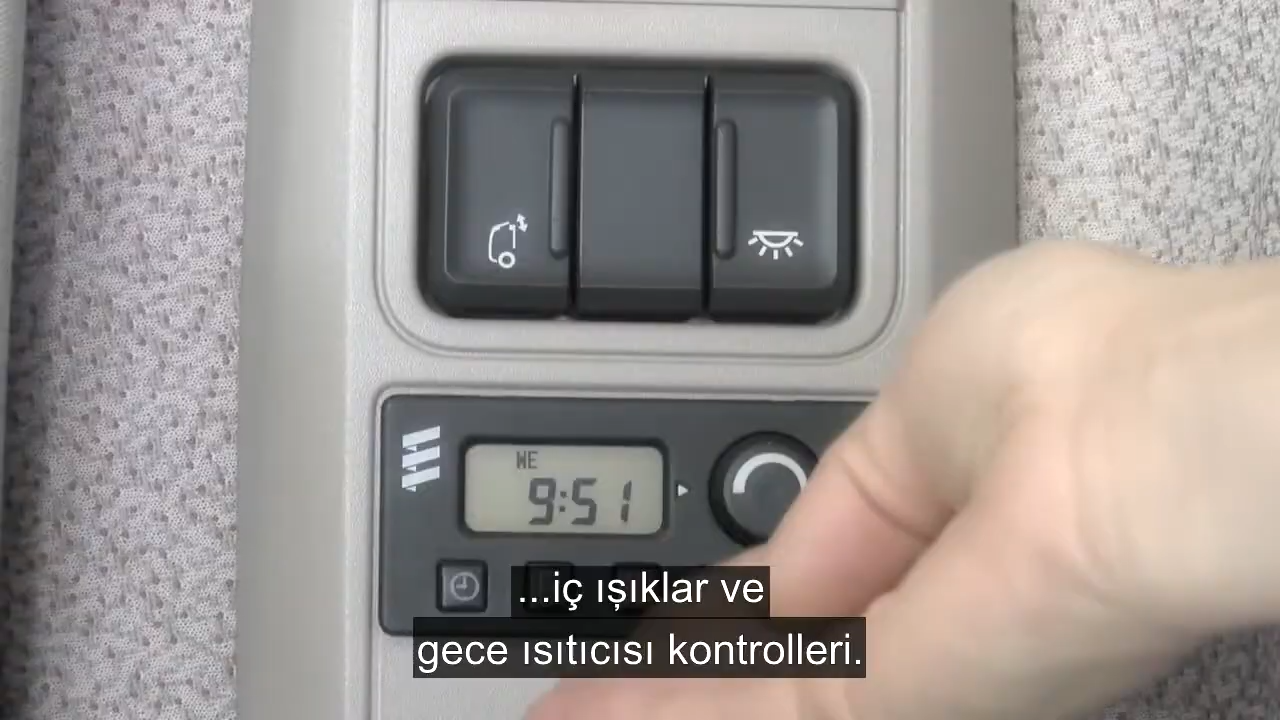 WE
9:51
...iç ışıklar ve
gece ısıtıcısı kontrolleri.